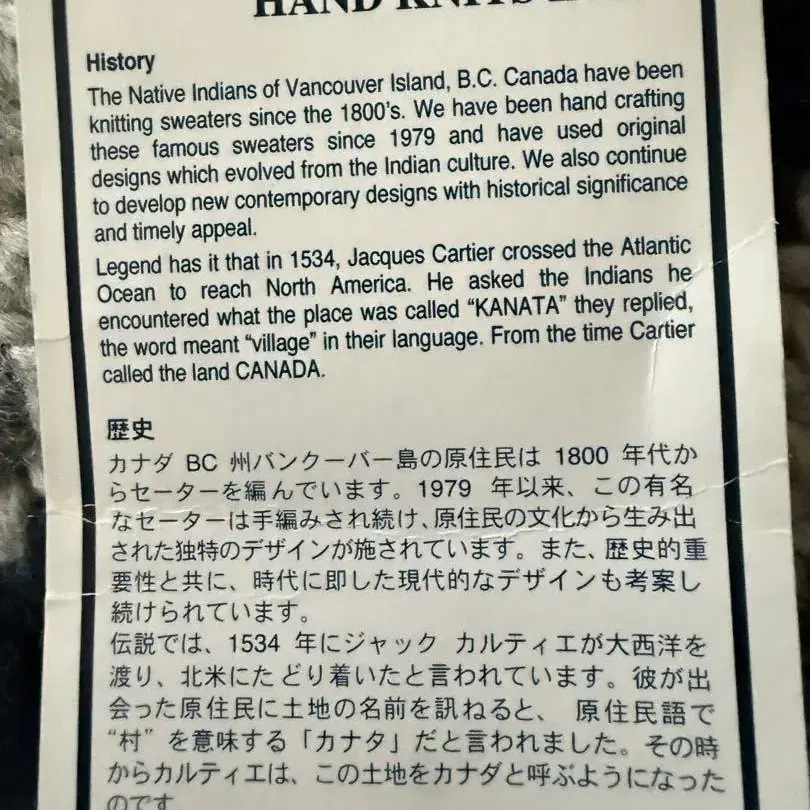 HAND KNITS
History
The Native Indians of Vancouver Island, B.C. Canada have been
knitting sweaters since the 1800's. We have been hand crafting
these famous sweaters since 1979 and have used original
designs which evolved from the Indian culture. We also continue
to develop new contemporary designs with historical significance
and timely appeal.
Legend has it that in 1534, Jacques Cartier crossed the Atlantic
Ocean to reach North America. He asked the Indians he
encountered what the place was called “KANATA” they replied,
the word meant “village” in their language. From the time Cartier
called the land CANADA.
歴史
カナダ BC 州バンクーバー島の原住民は 1800 年代か
らセーターを編んでいます。1979 年以来、この有名
なセーターは手編みされ続け、原住民の文化から生み出
された独特のデザインが施されています。また、歴史的重
要性と共に、時代に即した現代的なデザインも考案し
続けられています。
伝説では、1534 年にジャック カルティエが大西洋を
渡り、北米にたどり着いたと言われています。彼が出
会った原住民に土地の名前を訊ねると、 原住民語で
“村” を意味する「カナタ」だと言われました。その時
からカルティエは、この土地をカナダと呼ぶようになった
のです